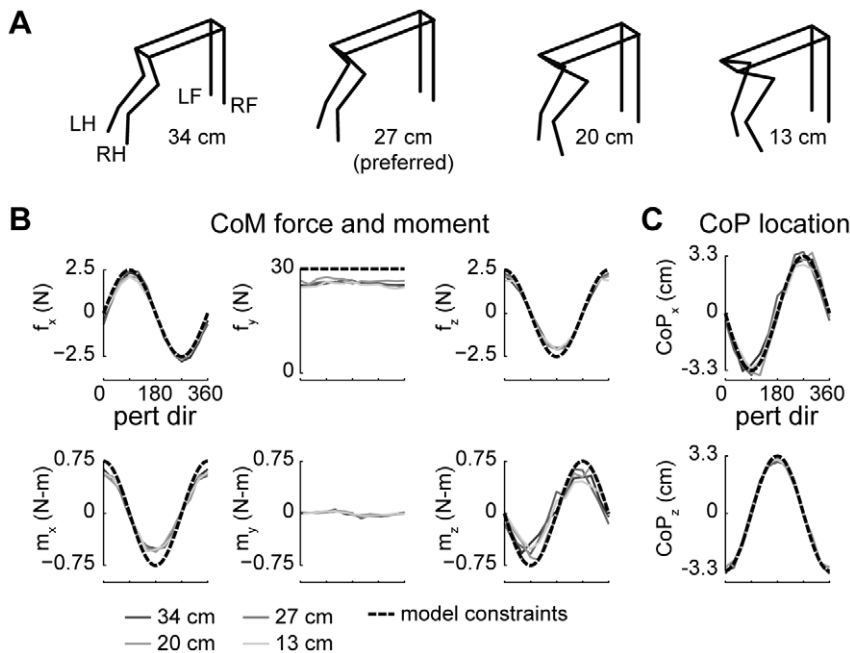 A
LH
RH
LF
RF
34 cm
27 cm
(preferred)
20 cm
13 cm
B
CoM force and moment
C
CoP location
fx (N)
2.5
0
−2.5
0 180 360
pert dir
fy (N)
30
0
fz (N)
2.5
0
−2.5
CoPx (cm)
3.3
0
-3.3
0 180 360
pert dir
mx (N-m)
0.75
0
−0.75
my (N-m)
0.75
0
−0.75
mz (N-m)
0.75
0
−0.75
CoPz (cm)
3.3
0
-3.3
34 cm 27 cm model constraints
20 cm 13 cm